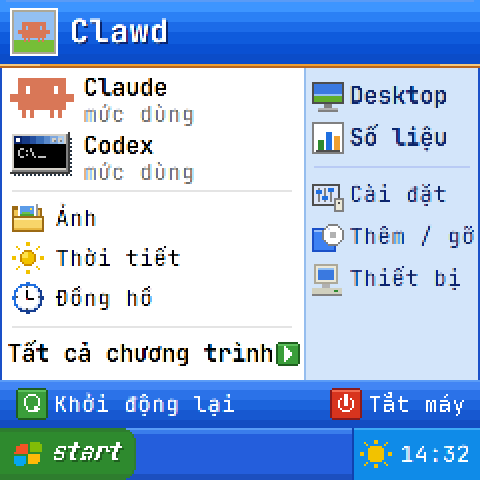 Clawd
Claude
mức dùng
Codex
mức dùng
C:\_
Ảnh
Thời tiết
Đồng hồ
Tất cả chương trình
Desktop
Số liệu
Cài đặt
Thêm / gỡ
Thiết bị
Khởi động lại
Tắt máy
start
14:32